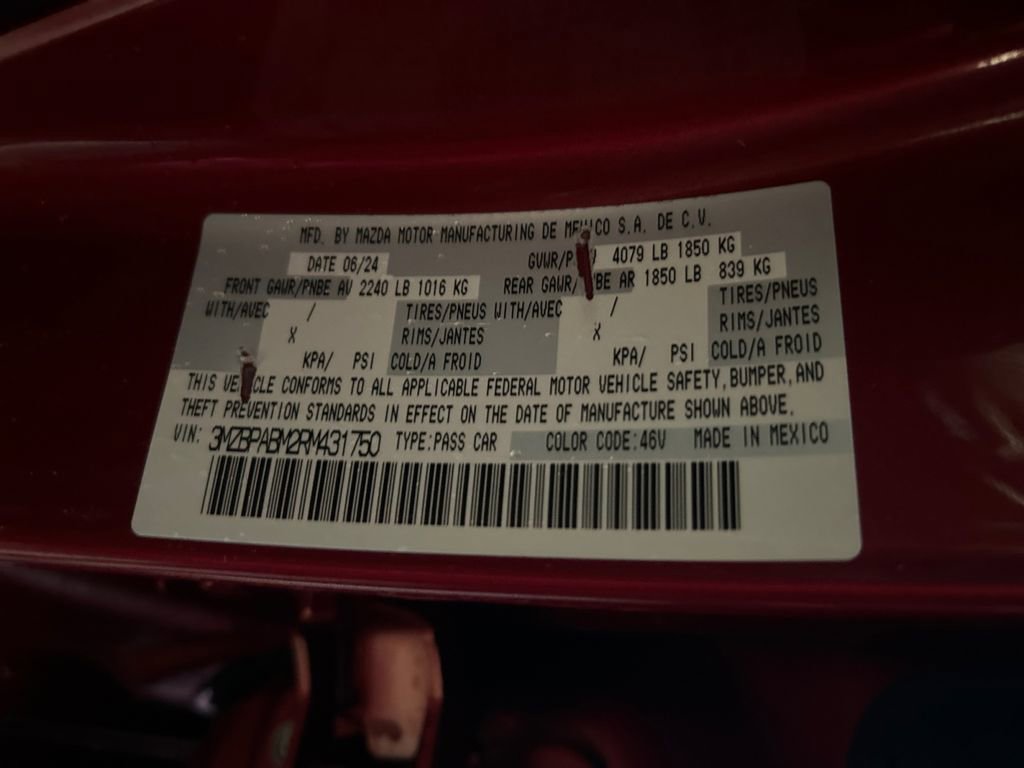 MFD. BY MAZDA MOTOR MANUFACTURING DE MEXICO S.A. DE C.V.
DATE 06/24 GVWR/P 4079 LB 1850 KG
FRONT GAWR/PNBE AV 2240 LB 1016 KG REAR GAWR/PNBE AR 1850 LB 839 KG
WITH/AVEC / TIRES/PNEUS WITH/AVEC / TIRES/PNEUS
X RIMS/JANTES X RIMS/JANTES
KPA/ PSI COLD/A FROID KPA/ PSI COLD/A FROID
THIS VEHICLE CONFORMS TO ALL APPLICABLE FEDERAL MOTOR VEHICLE SAFETY, BUMPER, AND
THEFT PREVENTION STANDARDS IN EFFECT ON THE DATE OF MANUFACTURE SHOWN ABOVE.
VIN: 3MZBPABM2RM431750 TYPE:PASS CAR COLOR CODE:46V MADE IN MEXICO